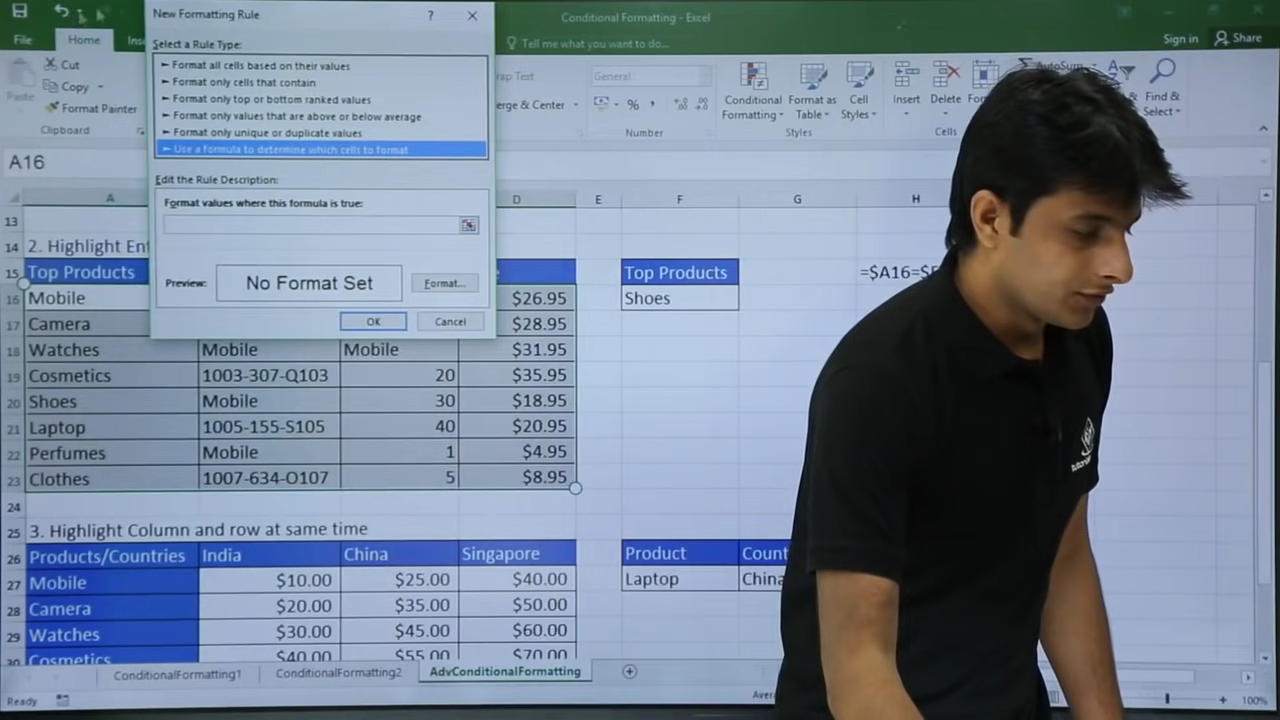 New Formatting Rule
?
Conditional Formatting - Excel
File
Home
Tell me what you want to do...
Sign in
Share
Select a Rule Type:
► Format all cells based on their values
► Format only cells that contain
► Format only top or bottom ranked values
► Format only values that are above or below average
► Format only unique or duplicate values
► Use a formula to determine which cells to format
Edit the Rule Description:
Format values where this formula is true:
Preview:
No Format Set
Format...
OK
Cancel
Cut
Copy
Paste
Format Painter
Clipboard
General
%
Number
Conditional Formatting
Format as Table
Cell Styles
Styles
Insert
Delete
Cells
AutoSum
Find & Select
A16
A D E F G H
13
14 2. Highlight
15 Top Products Top Products
16 Mobile $26.95 Shoes
17 Camera $28.95
18 Watches Mobile Mobile $31.95
19 Cosmetics 1003-307-Q103 20 $35.95
20 Shoes Mobile 30 $18.95
21 Laptop 1005-155-S105 40 $20.95
22 Perfumes Mobile 1 $4.95
23 Clothes 1007-634-O107 5 $8.95
24
25 3. Highlight Column and row at same time
26 Products/Countries India China Singapore Product
27 Mobile $10.00 $25.00 $40.00 Laptop China
28 Camera $20.00 $35.00 $50.00
29 Watches $30.00 $45.00 $60.00
30 Cosmetics $40.00 $55.00 $70.00
ConditionalFormatting1
ConditionalFormatting2
AdvConditionalFormatting
Ready
100%